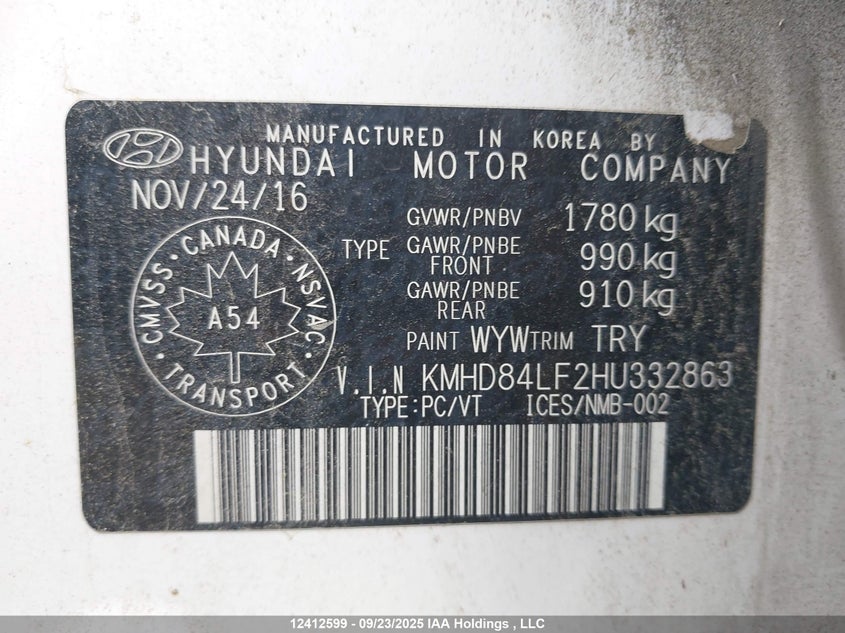 MANUFACTURED IN KOREA BY
HYUNDAI MOTOR COMPANY
NOV/24/16
GVWR/PNBV 1780 kg
TYPE GAWR/PNBE FRONT 990 kg
GAWR/PNBE REAR 910 kg
PAINT WYW TRIM TRY
CANADA · NSVAC · TRANSPORT · CMVSS ·
A54
V.I.N KMHD84LF2HU332863
TYPE:PC/VT ICES/NMB-002
12412599 - 09/23/2025 IAA Holdings , LLC